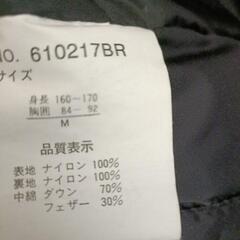 NO. 610217BR
サイズ
身長 160~170
胸囲 84~92
M
品質表示
表地 ナイロン 100%
裏地 ナイロン 100%
中綿 ダウン 70%
フェザー 30%